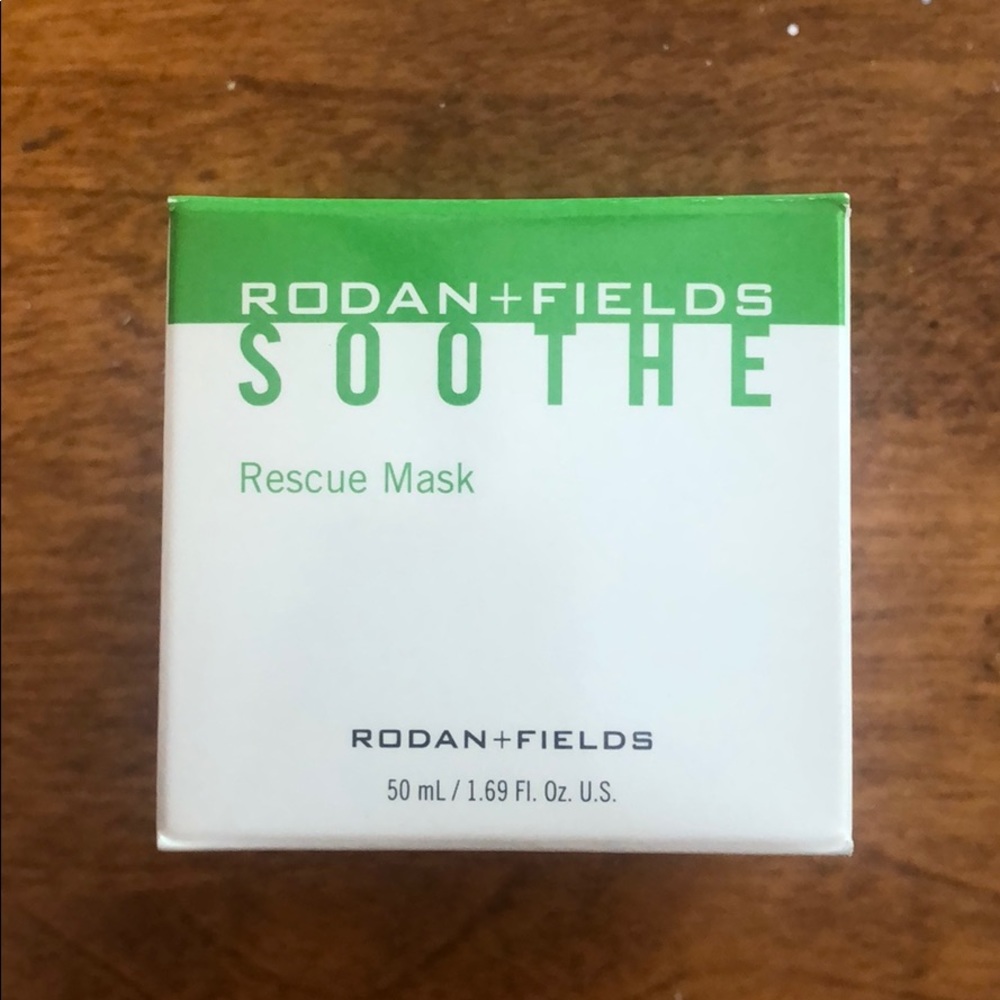 RODAN+FIELDS
SOOTHE
Rescue Mask
RODAN+FIELDS
50 mL / 1.69 Fl. Oz. U.S.